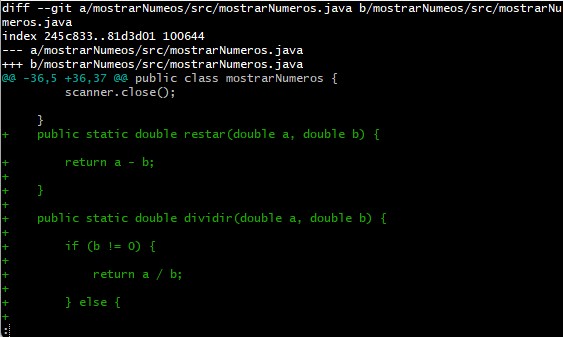 diff --git a/mostrarNumeos/src/mostrarNumeros.java b/mostrarNumeos/src/mostrarNu
meros.java
index 245c833..81d3d01 100644
--- a/mostrarNumeos/src/mostrarNumeros.java
+++ b/mostrarNumeos/src/mostrarNumeros.java
@@ -36,5 +36,37 @@ public class mostrarNumeros {
         scanner.close();

     }
+    public static double restar(double a, double b) {

+        return a - b;
+
+    }
+
+    public static double dividir(double a, double b) {
+
+        if (b != 0) {
+
+            return a / b;
+
+        } else {
+
: